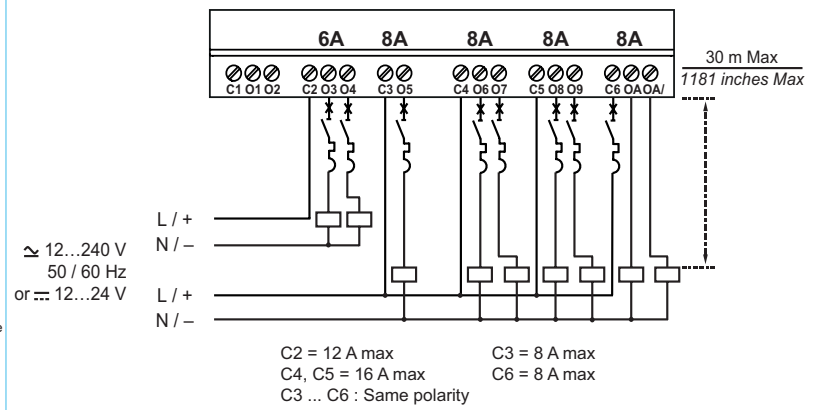 6A 8A 8A 8A 8A
C1 O1 O2 C2 O3 O4 C3 O5 C4 O6 O7 C5 O8 O9 C6 OA OA/
30 m Max
1181 inches Max
L / +
N / –
≃ 12...240 V
50 / 60 Hz
or ⎓ 12...24 V
L / +
N / –
e
C2 = 12 A max C3 = 8 A max
C4, C5 = 16 A max C6 = 8 A max
C3 ... C6 : Same polarity